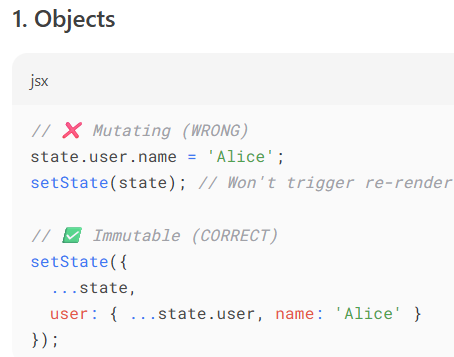 1. Objects
jsx
// ❌ Mutating (WRONG)
state.user.name = 'Alice';
setState(state); // Won't trigger re-render
// ✅ Immutable (CORRECT)
setState({
  ...state,
  user: { ...state.user, name: 'Alice' }
});